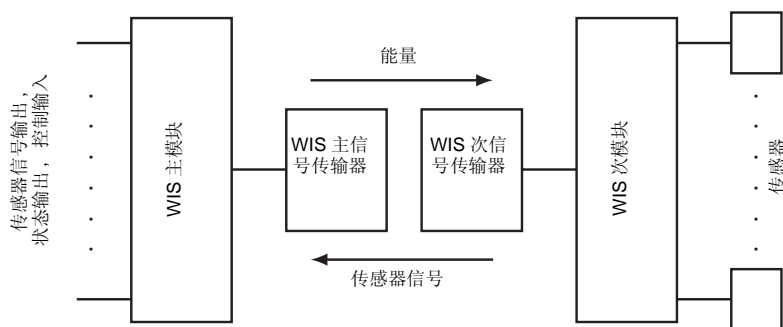 传感器信号输出，
状态输出，控制输入
WIS 主模块
能量
WIS 主信
号传输器
WIS 次信
号传输器
传感器信号
WIS 次模块
传感器